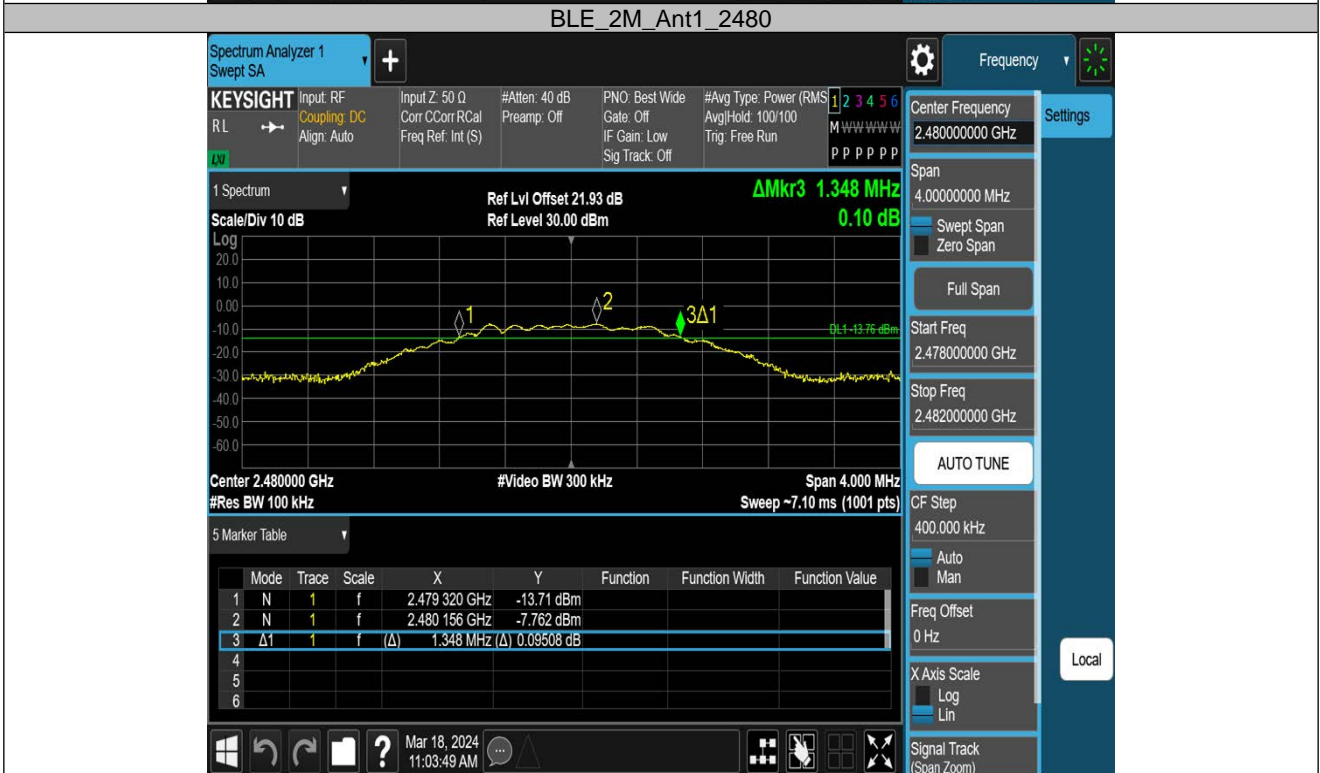 BLE_2M_Ant1_2480
Spectrum Analyzer 1
Swept SA
+
Frequency
KEYSIGHT
RL
LXI
Input: RF
Coupling: DC
Align: Auto
Input Z: 50 Ω
Corr CCorr RCal
Freq Ref: Int (S)
#Atten: 40 dB
Preamp: Off
PNO: Best Wide
Gate: Off
IF Gain: Low
Sig Track: Off
#Avg Type: Power (RMS
Avg|Hold: 100/100
Trig: Free Run
1 2 3 4 5 6
M W W W W W
P P P P P P
1 Spectrum
Ref Lvl Offset 21.93 dB
ΔMkr3 1.348 MHz
Scale/Div 10 dB
Ref Level 30.00 dBm
0.10 dB
Log
20.0
10.0
0.00
-10.0
-20.0
-30.0
-40.0
-50.0
-60.0
1
2
3Δ1
DL1 -13.76 dBm
Center 2.480000 GHz
#Video BW 300 kHz
Span 4.000 MHz
#Res BW 100 kHz
Sweep ~7.10 ms (1001 pts)
5 Marker Table
Mode Trace Scale X Y Function Function Width Function Value
1 N 1 f 2.479 320 GHz -13.71 dBm
2 N 1 f 2.480 156 GHz -7.762 dBm
3 Δ1 1 f (Δ) 1.348 MHz (Δ) 0.09508 dB
4
5
6
?
Mar 18, 2024
11:03:49 AM
Center Frequency
2.480000000 GHz
Settings
Span
4.00000000 MHz
Swept Span
Zero Span
Full Span
Start Freq
2.478000000 GHz
Stop Freq
2.482000000 GHz
AUTO TUNE
CF Step
400.000 kHz
Auto
Man
Freq Offset
0 Hz
Local
X Axis Scale
Log
Lin
Signal Track
(Span Zoom)